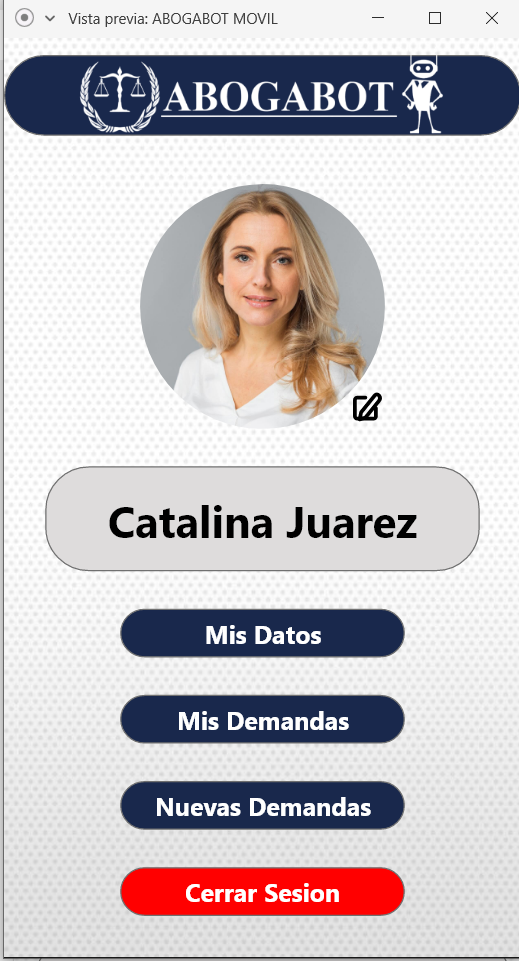 Vista previa: ABOGABOT MOVIL
ABOGABOT
Catalina Juarez
Mis Datos
Mis Demandas
Nuevas Demandas
Cerrar Sesion